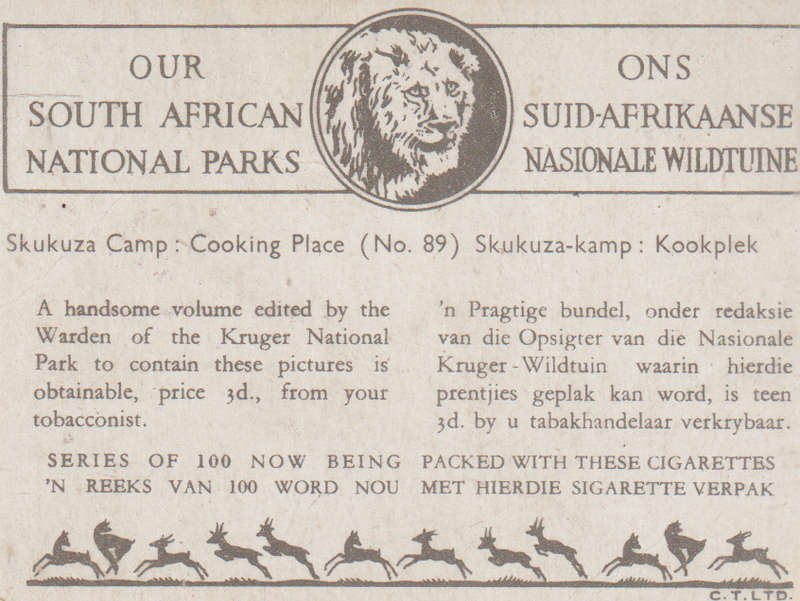 OUR
SOUTH AFRICAN
NATIONAL PARKS
ONS
SUID-AFRIKAANSE
NASIONALE WILDTUINE
Skukuza Camp : Cooking Place (No. 89) Skukuza-kamp : Kookplek
A handsome volume edited by the
Warden of the Kruger National
Park to contain these pictures is
obtainable, price 3d., from your
tobacconist.
'n Pragtige bundel, onder redaksie
van die Opsigter van die Nasionale
Kruger-Wildtuin waarin hierdie
prentjies geplak kan word, is teen
3d. by u tabakhandelaar verkrybaar.
SERIES OF 100 NOW BEING PACKED WITH THESE CIGARETTES
'N REEKS VAN 100 WORD NOU MET HIERDIE SIGARETTE VERPAK
C.T.LTD.